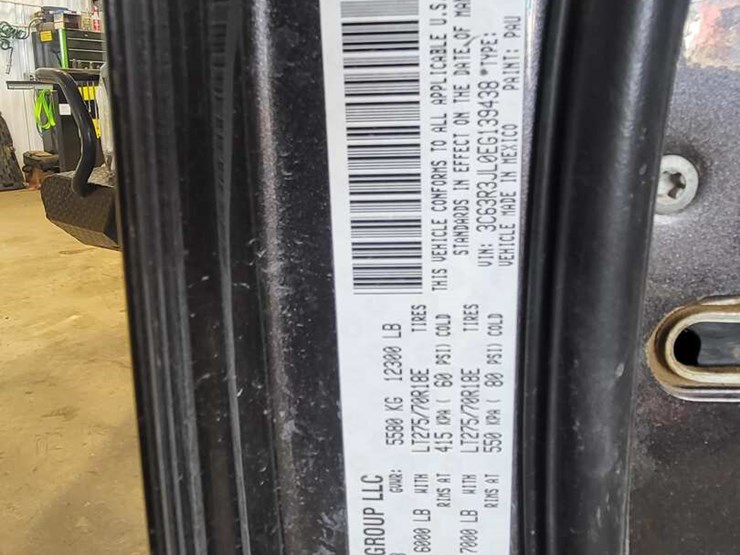 GROUP LLC
GVWR: 5580 KG 12300 LB
6000 LB WITH LT275/70R18E TIRES
RIMS AT 415 KPA ( 60 PSI) COLD
7000 LB WITH LT275/70R18E TIRES
RIMS AT 550 KPA ( 80 PSI) COLD
THIS VEHICLE CONFORMS TO ALL APPLICABLE U.S.
STANDARDS IN EFFECT ON THE DATE OF MA
VIN: 3C63R3JL0EG139438 *TYPE:
VEHICLE MADE IN MEXICO PAINT: PAU